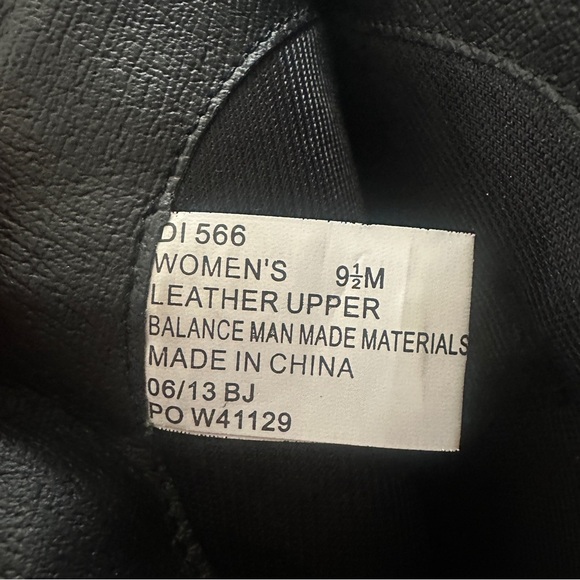 DI 566
WOMEN'S 9½M
LEATHER UPPER
BALANCE MAN MADE MATERIALS
MADE IN CHINA
06/13 BJ
PO W41129